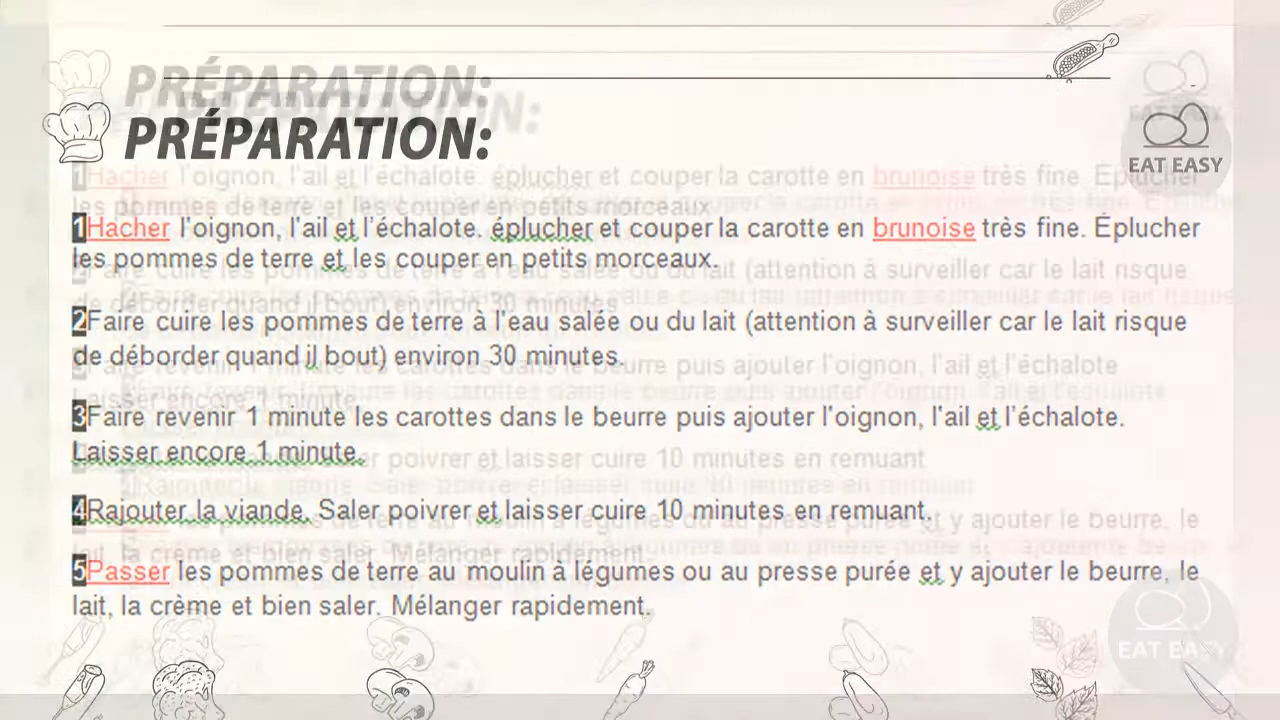 PRÉPARATION:
EAT EASY
1Hacher l'oignon, l'ail et l'échalote, éplucher et couper la carotte en brunoise très fine. Éplucher
les pommes de terre et les couper en petits morceaux.
2Faire cuire les pommes de terre à l'eau salée ou du lait (attention à surveiller car le lait risque
de déborder quand il bout) environ 30 minutes.
3Faire revenir 1 minute les carottes dans le beurre puis ajouter l'oignon, l'ail et l'échalote.
Laisser encore 1 minute.
4Rajouter la viande. Saler poivrer et laisser cuire 10 minutes en remuant.
5Passer les pommes de terre au moulin à légumes ou au presse purée et y ajouter le beurre, le
lait, la crème et bien saler. Mélanger rapidement.
EAT EASY